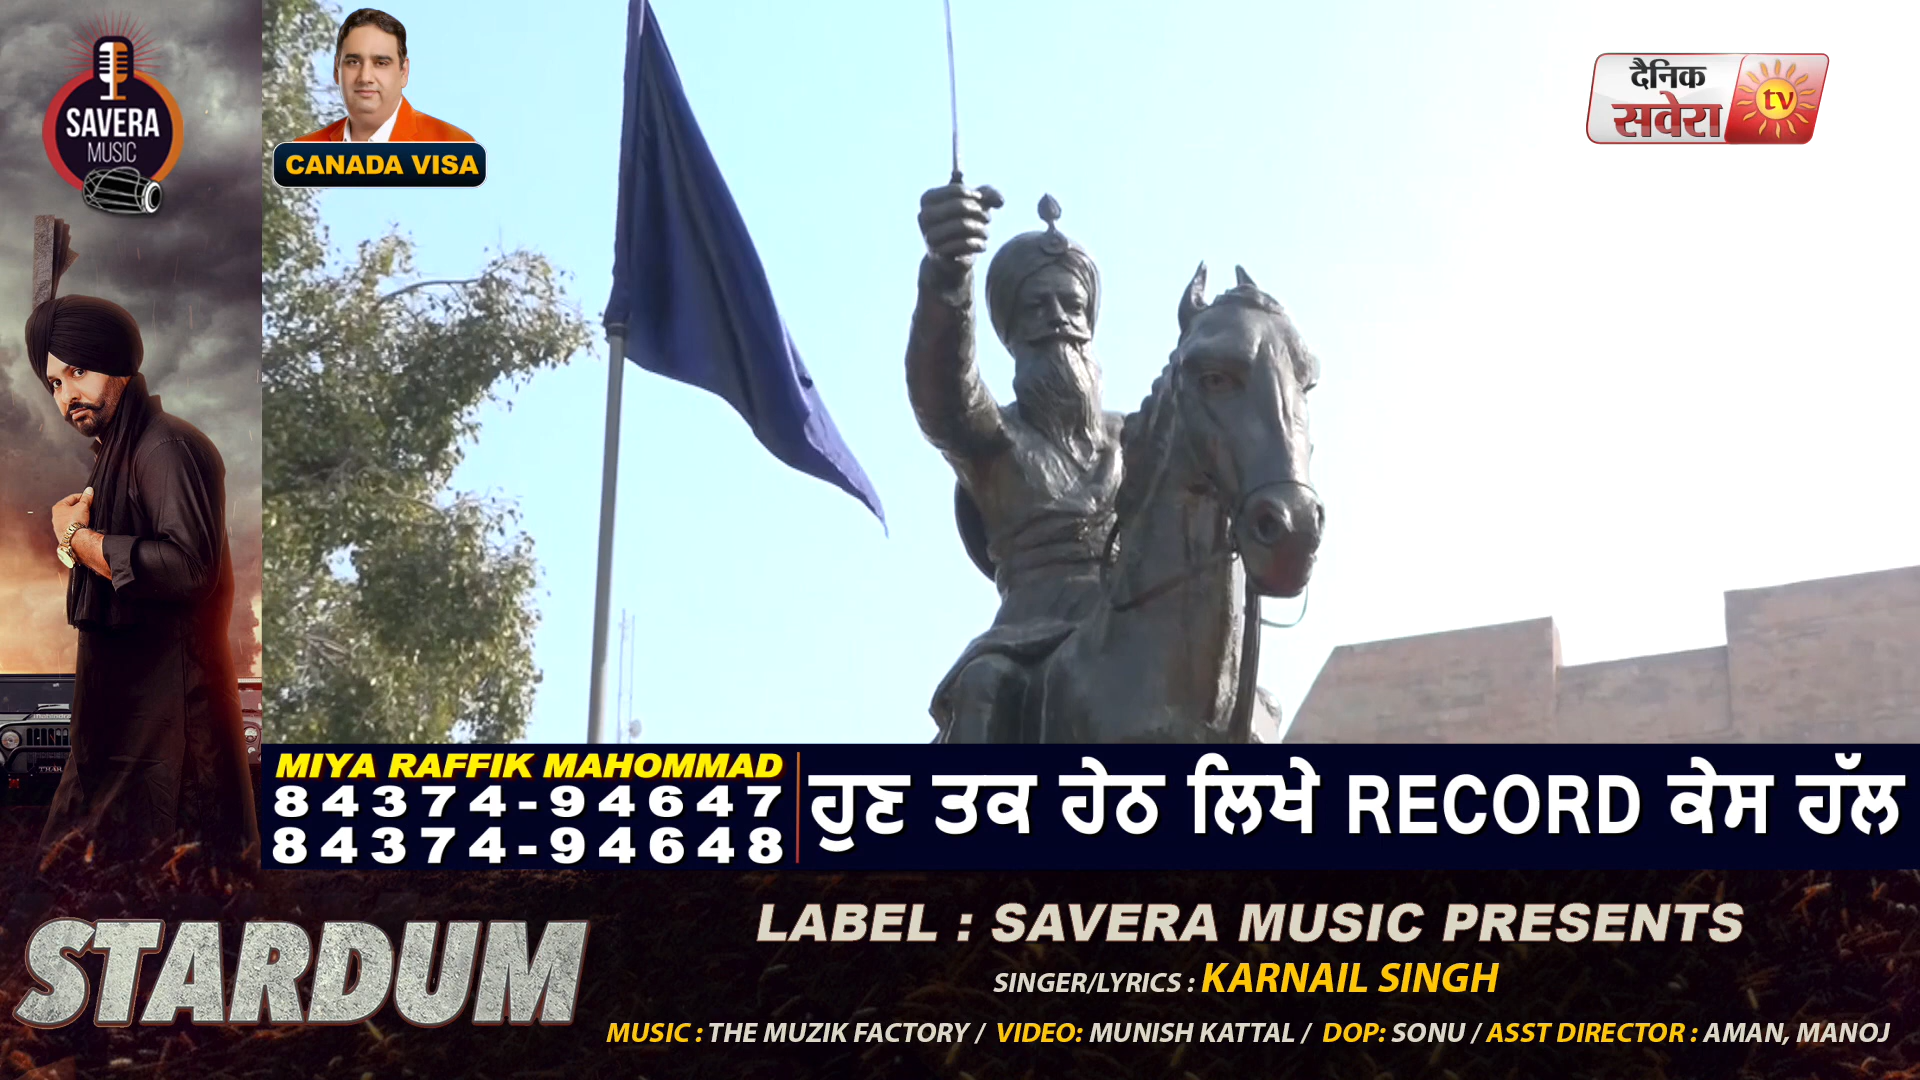 SAVERA
MUSIC
CANADA VISA
दैनिक
सवेरा
tv
MIYA RAFFIK MAHOMMAD
84374-94647
84374-94648
ਹੁਣ ਤਕ ਹੇਠ ਲਿਖੇ RECORD ਕੇਸ ਹੱਲ
STARDUM
LABEL : SAVERA MUSIC PRESENTS
SINGER/LYRICS : KARNAIL SINGH
MUSIC : THE MUZIK FACTORY / VIDEO: MUNISH KATTAL / DOP: SONU / ASST DIRECTOR : AMAN, MANOJ